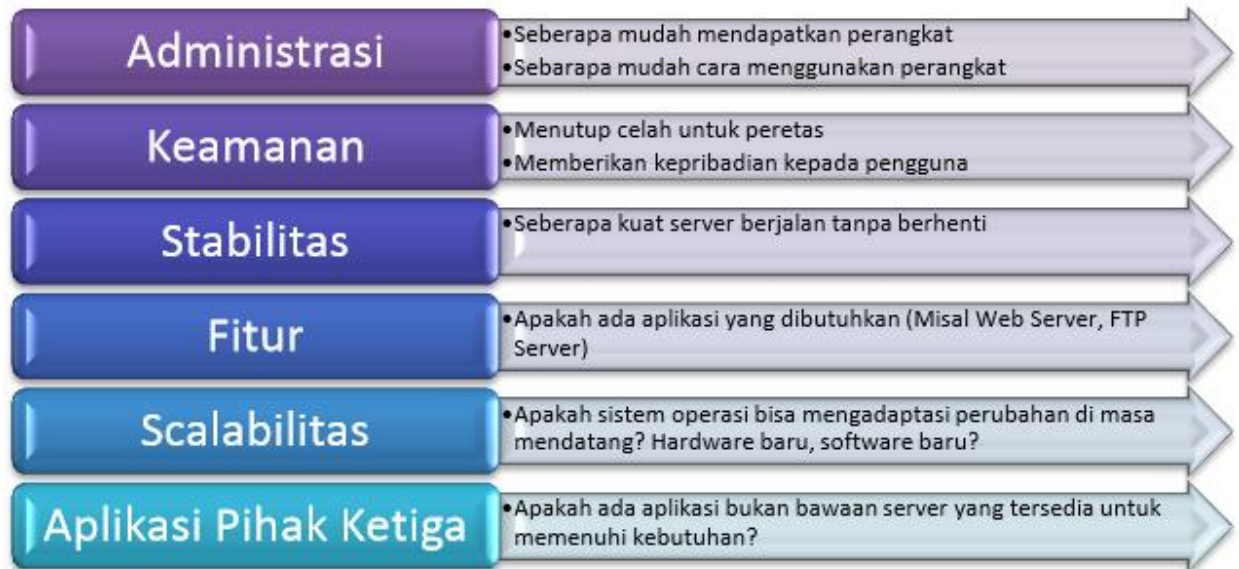 Administrasi
•Seberapa mudah mendapatkan perangkat
•Sebarapa mudah cara menggunakan perangkat
Keamanan
•Menutup celah untuk peretas
•Memberikan kepribadian kepada pengguna
Stabilitas
•Seberapa kuat server berjalan tanpa berhenti
Fitur
•Apakah ada aplikasi yang dibutuhkan (Misal Web Server, FTP
Server)
Scalabilitas
•Apakah sistem operasi bisa mengadaptasi perubahan di masa
mendatang? Hardware baru, software baru?
Aplikasi Pihak Ketiga
•Apakah ada aplikasi bukan bawaan server yang tersedia untuk
memenuhi kebutuhan?